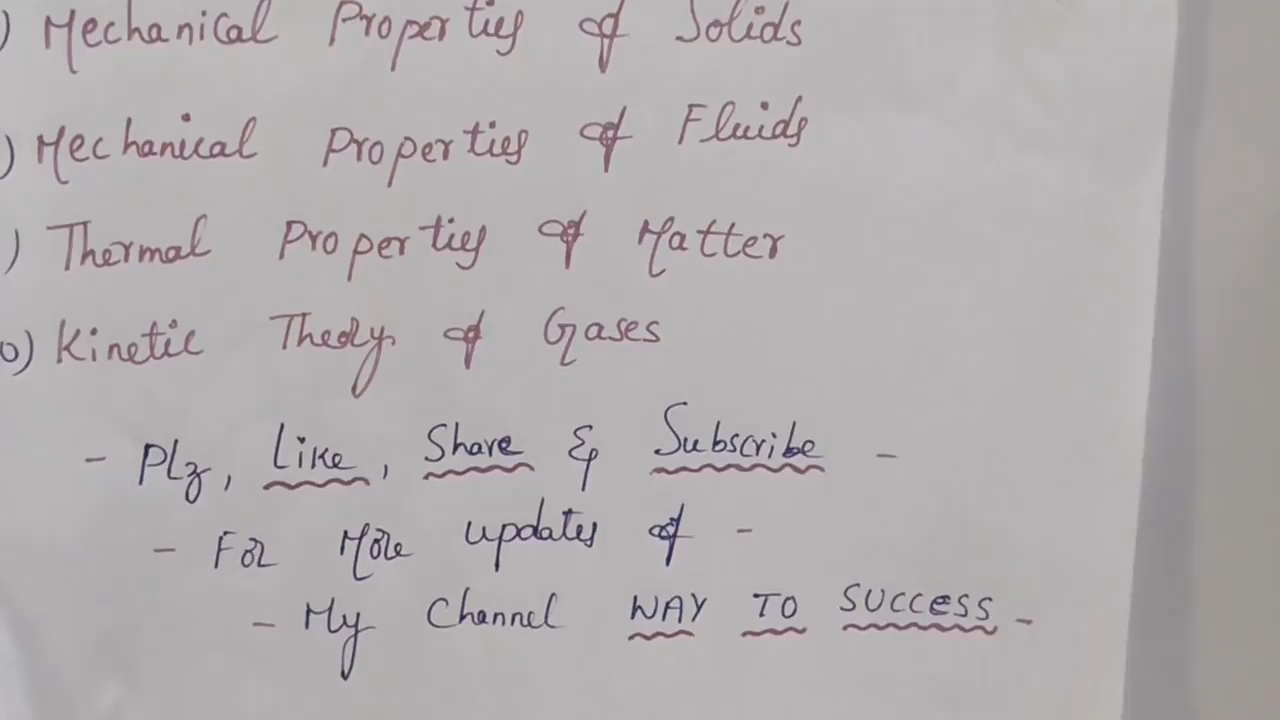 ) Mechanical Properties of Solids
) Mechanical Properties of Fluids
) Thermal Properties of Matter
0) Kinetic Theory of Gases
- Plz, Like, Share & Subscribe -
- For More updates of -
- My Channel WAY TO SUCCESS -